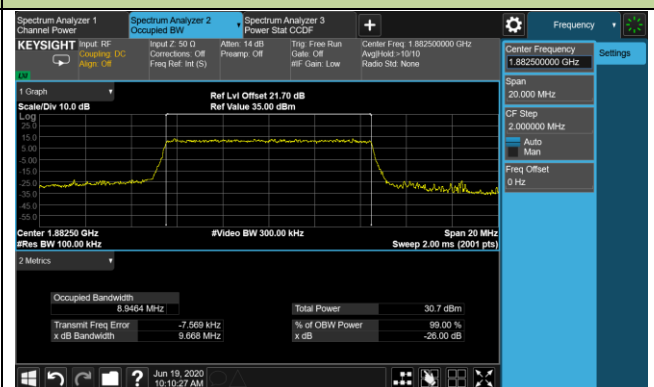 Spectrum Analyzer 1
Channel Power
Spectrum Analyzer 2
Occupied BW
Spectrum Analyzer 3
Power Stat CCDF
+
Frequency
KEYSIGHT
Input: RF
Coupling: DC
Align: Off
Input Z: 50 Ω
Corrections: Off
Freq Ref: Int (S)
Atten: 14 dB
Preamp: Off
Trig: Free Run
Gate: Off
#IF Gain: Low
Center Freq: 1.882500000 GHz
Avg|Hold:>10/10
Radio Std: None
LXI
Center Frequency
1.882500000 GHz
Settings
Span
20.000 MHz
CF Step
2.000000 MHz
Auto
Man
Freq Offset
0 Hz
1 Graph
Scale/Div 10.0 dB
Ref Lvl Offset 21.70 dB
Ref Value 35.00 dBm
Log
25.0
15.0
5.00
-5.00
-15.0
-25.0
-35.0
-45.0
-55.0
Center 1.88250 GHz
#Res BW 100.00 kHz
#Video BW 300.00 kHz
Span 20 MHz
Sweep 2.00 ms (2001 pts)
2 Metrics
Occupied Bandwidth
8.9464 MHz
Total Power 30.7 dBm
Transmit Freq Error -7.569 kHz
% of OBW Power 99.00 %
x dB Bandwidth 9.668 MHz
x dB -26.00 dB
?
Jun 19, 2020
10:10:27 AM